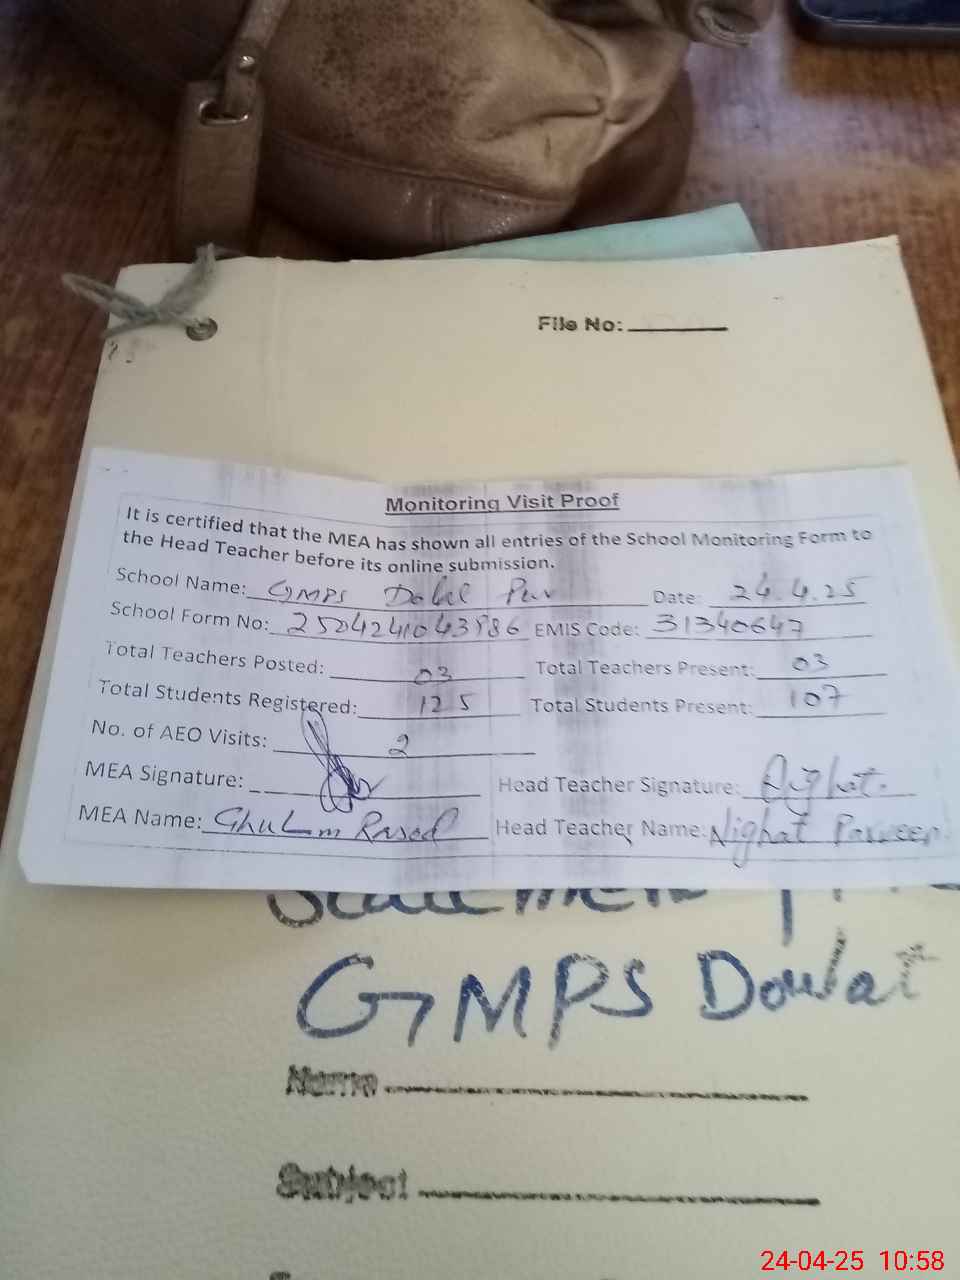 File No:
Monitoring Visit Proof
It is certified that the MEA has shown all entries of the School Monitoring Form to
the Head Teacher before its online submission.
School Name: GMPS Pur Date: 24.4.25
School Form No: EMIS Code: 31340647
Total Teachers Posted: 03 Total Teachers Present: 03
Total Students Registered: 125 Total Students Present: 107
No. of AEO Visits: 2
MEA Signature: Head Teacher Signature: Nighat
MEA Name: Ghulam Rasool Head Teacher Name: Nighat Parveen
GMPS Doulat
Name
Subject
24-04-25 10:58